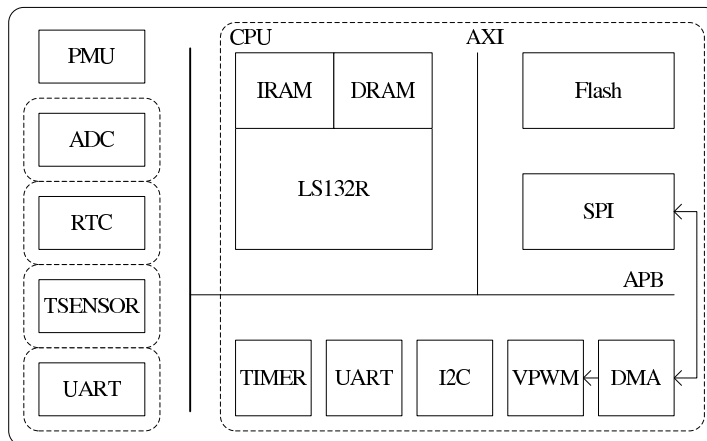 CPU
AXI
PMU
IRAM
DRAM
Flash
ADC
LS132R
SPI
RTC
TSENSOR
APB
UART
TIMER
UART
I2C
VPWM
DMA